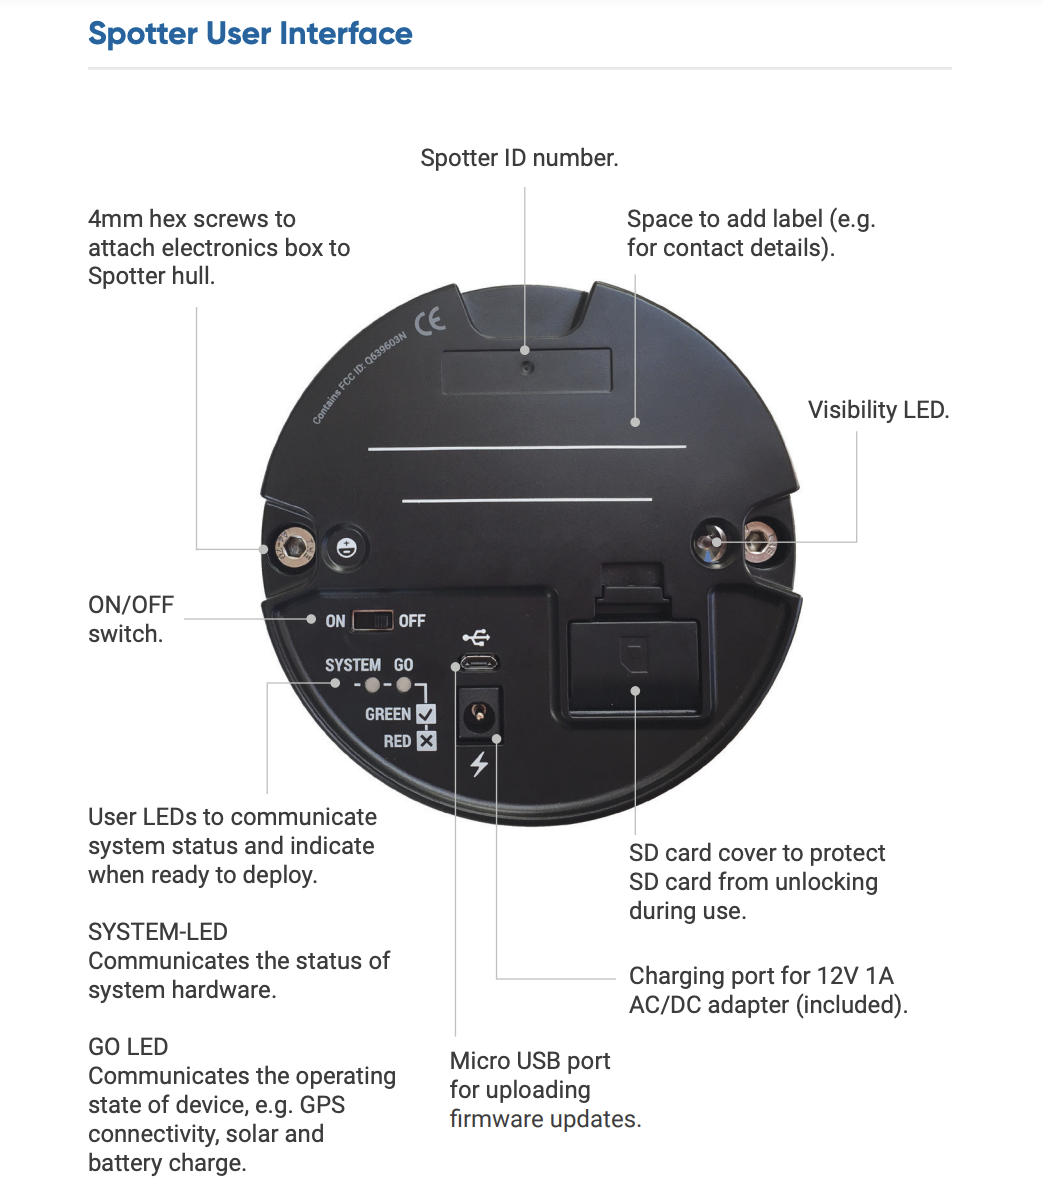 Spotter User Interface
Spotter ID number.
4mm hex screws to
attach electronics box to
Spotter hull.
Space to add label (e.g.
for contact details).
CE
Contains FCC ID: Q639603N
Visibility LED.
ON/OFF
switch.
ON OFF
SYSTEM GO
GREEN
RED
User LEDs to communicate
system status and indicate
when ready to deploy.
SYSTEM-LED
Communicates the status of
system hardware.
GO LED
Communicates the operating
state of device, e.g. GPS
connectivity, solar and
battery charge.
SD card cover to protect
SD card from unlocking
during use.
Charging port for 12V 1A
AC/DC adapter (included).
Micro USB port
for uploading
firmware updates.